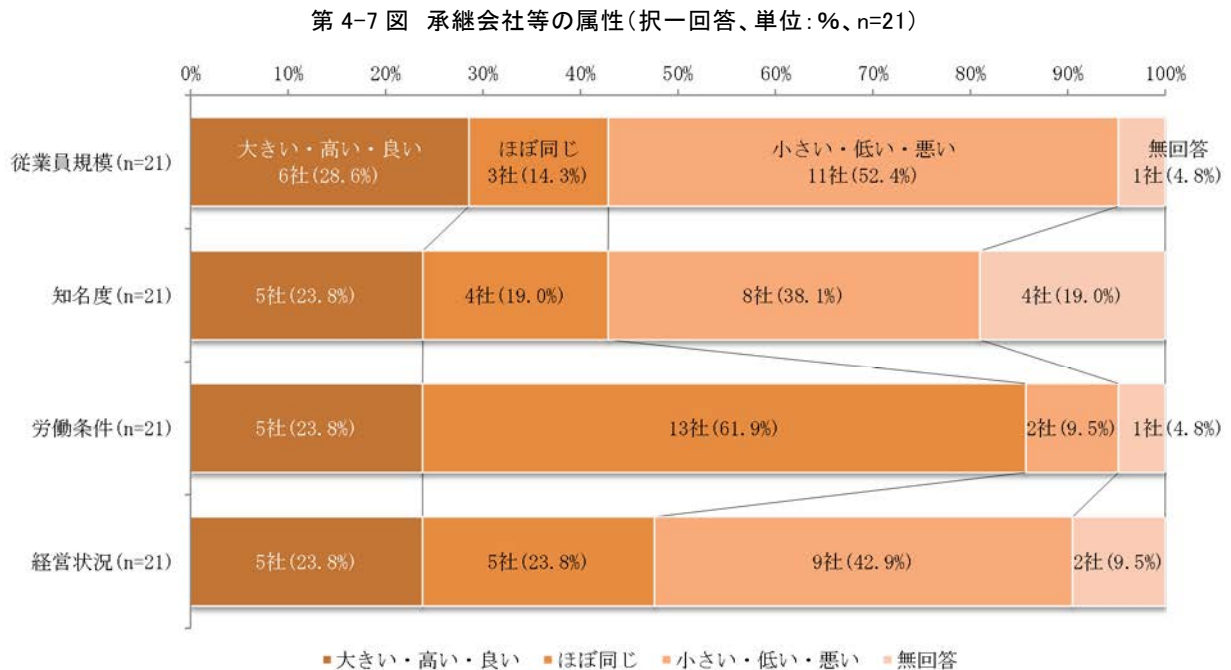 第 4-7 図 承継会社等の属性(択一回答、単位:%、n=21)
0% 10% 20% 30% 40% 50% 60% 70% 80% 90% 100%
従業員規模(n=21)
大きい・高い・良い
6社(28.6%)
ほぼ同じ
3社(14.3%)
小さい・低い・悪い
11社(52.4%)
無回答
1社(4.8%)
知名度(n=21)
5社(23.8%)
4社(19.0%)
8社(38.1%)
4社(19.0%)
労働条件(n=21)
5社(23.8%)
13社(61.9%)
2社(9.5%)
1社(4.8%)
経営状況(n=21)
5社(23.8%)
5社(23.8%)
9社(42.9%)
2社(9.5%)
大きい・高い・良い ほぼ同じ 小さい・低い・悪い 無回答